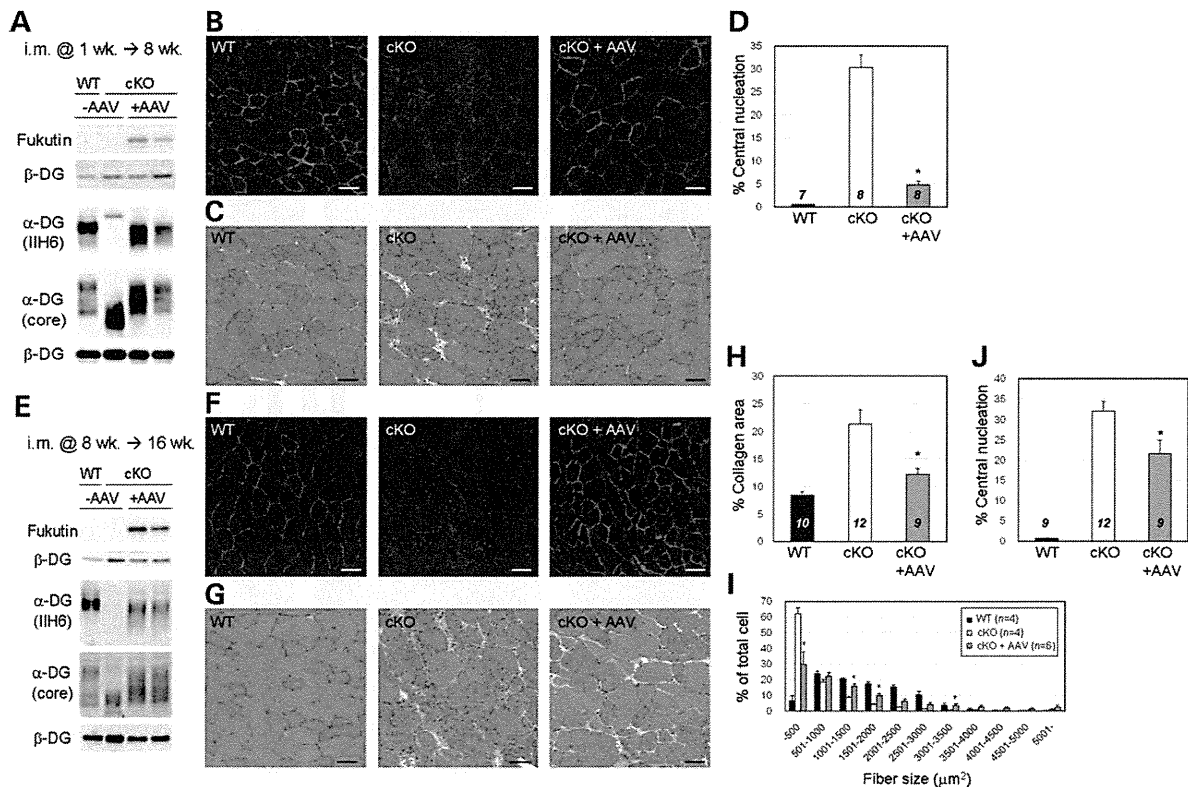 A
i.m. @ 1 wk. → 8 wk.
WT cKO
-AAV +AAV
Fukutin
β-DG
α-DG
(IIH6)
α-DG
(core)
β-DG
B
WT
cKO
cKO + AAV
C
WT
cKO
cKO + AAV
D
% Central nucleation
35
30
25
20
15
10
5
0
7
8
*
8
WT
cKO
cKO
+AAV
E
i.m. @ 8 wk. → 16 wk.
WT cKO
-AAV +AAV
Fukutin
β-DG
α-DG
(IIH6)
α-DG
(core)
β-DG
F
WT
cKO
cKO + AAV
G
WT
cKO
cKO + AAV
H
% Collagen area
30
25
20
15
10
5
0
10
12
*
9
WT
cKO
cKO
+AAV
J
% Central nucleation
40
35
30
25
20
15
10
5
0
9
12
*
9
WT
cKO
cKO
+AAV
I
% of total cell
70
60
50
40
30
20
10
0
WT (n=4)
cKO (n=4)
cKO + AAV (n=6)
*
*
*
*
-500
501-1000
1001-1500
1501-2000
2001-2500
2501-3000
3001-3500
3501-4000
4001-4500
4501-5000
5001-
Fiber size (μm²)